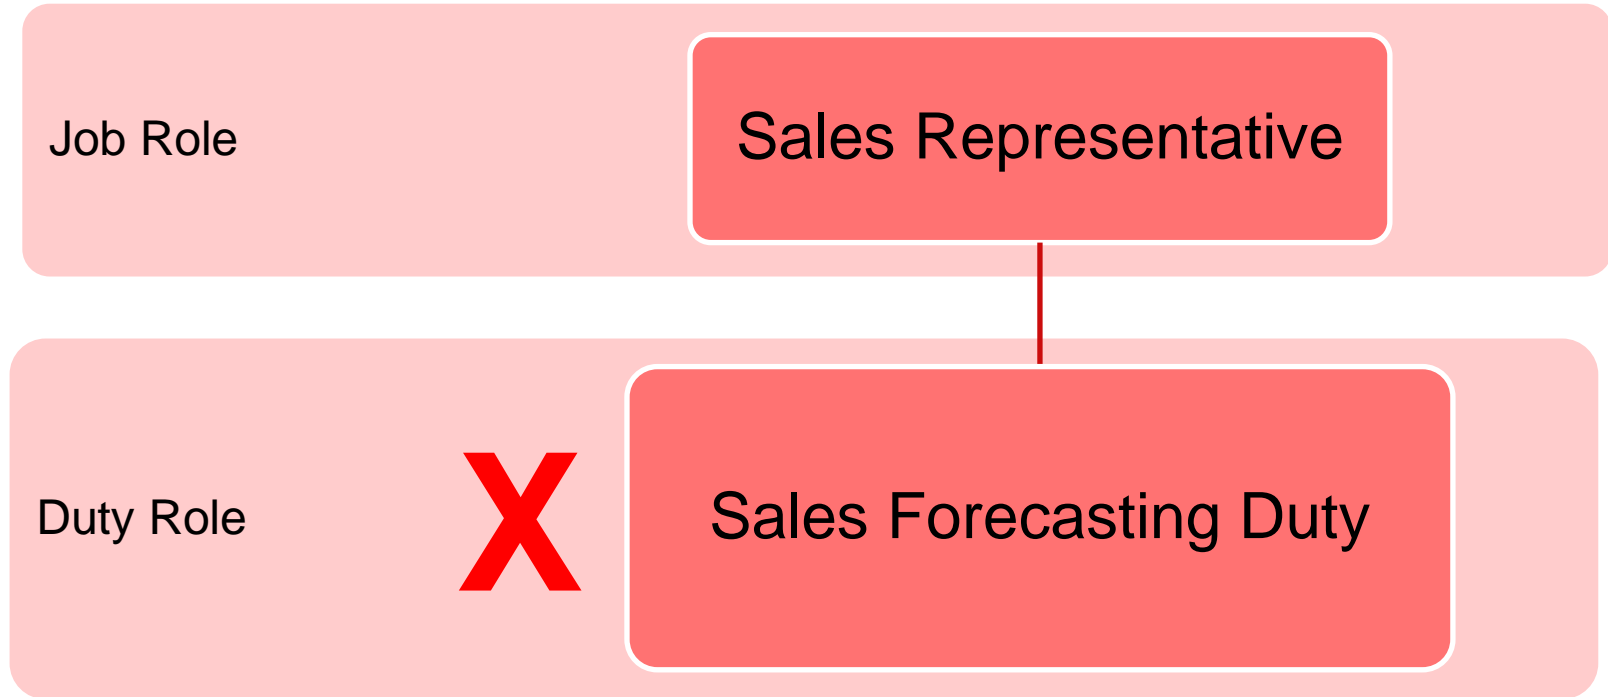 Job Role
Sales Representative
Duty Role
X
Sales Forecasting Duty